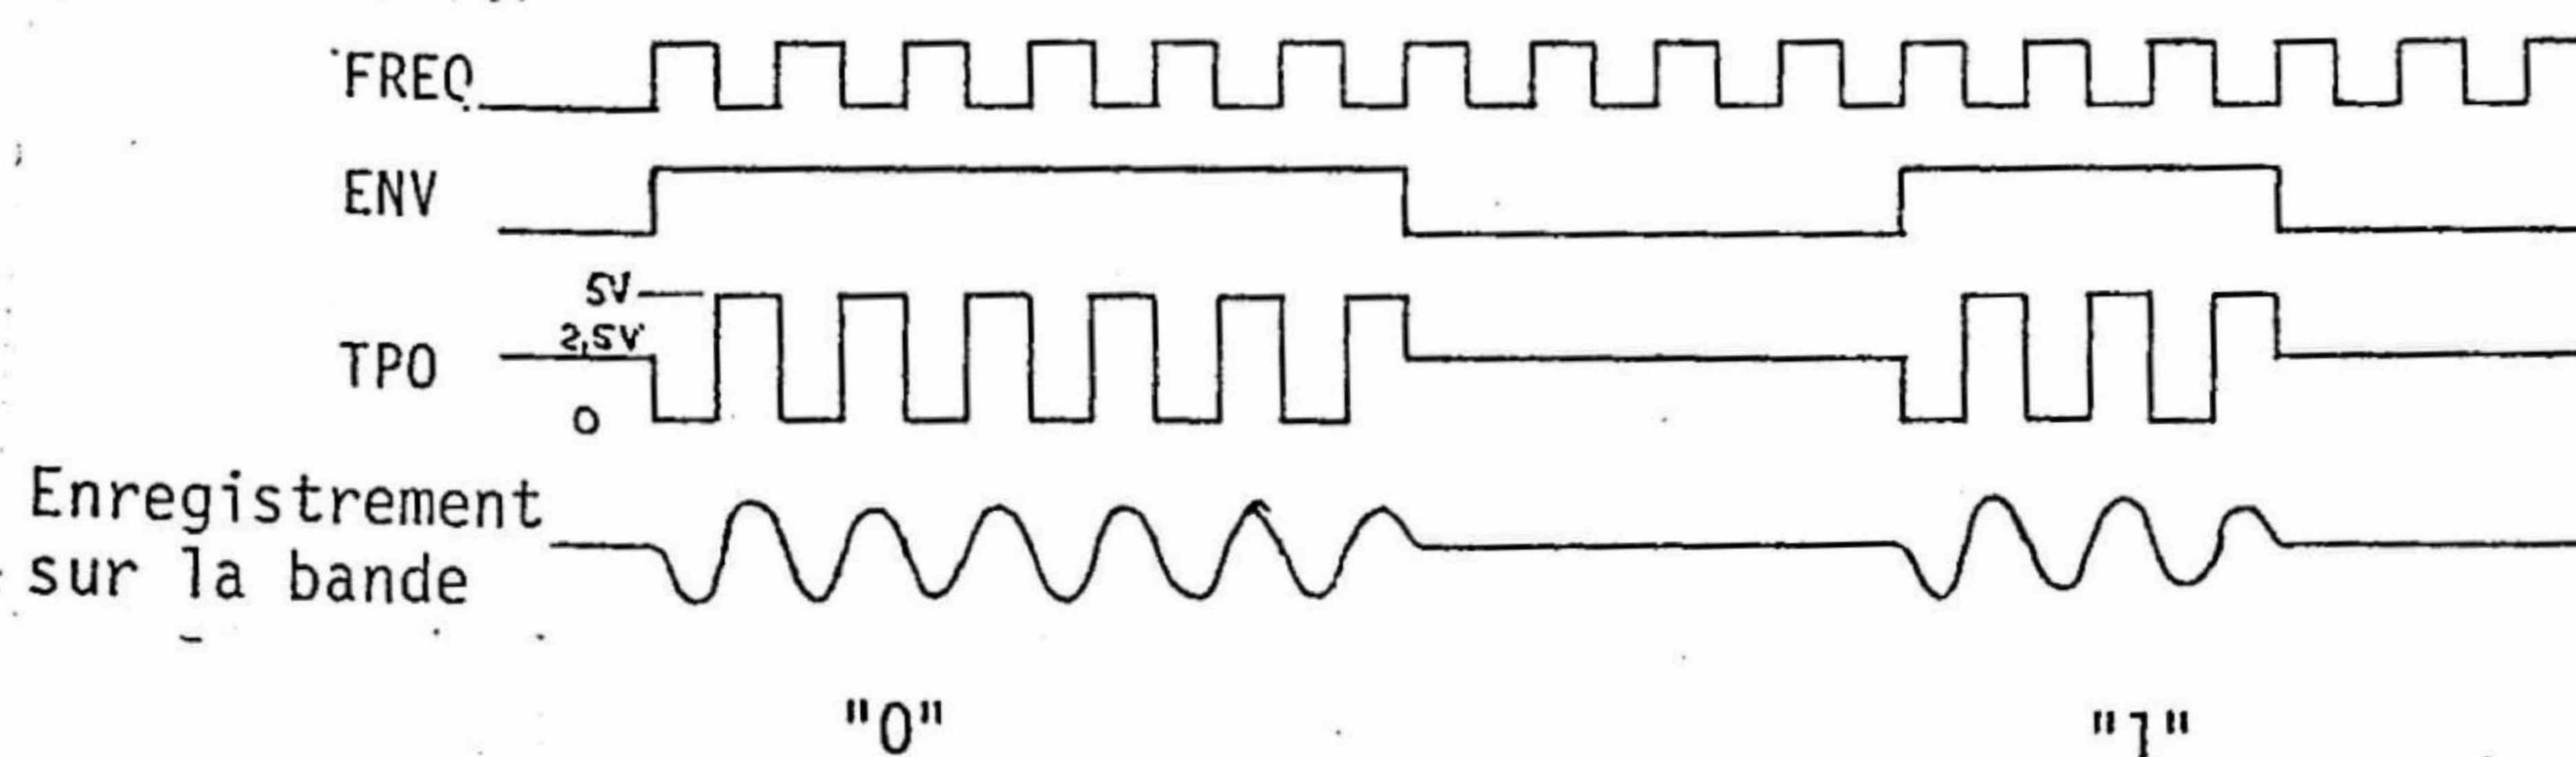 FREQ
ENV
5V
2,5V
TPO
0
Enregistrement
sur la bande
"0"
"1"